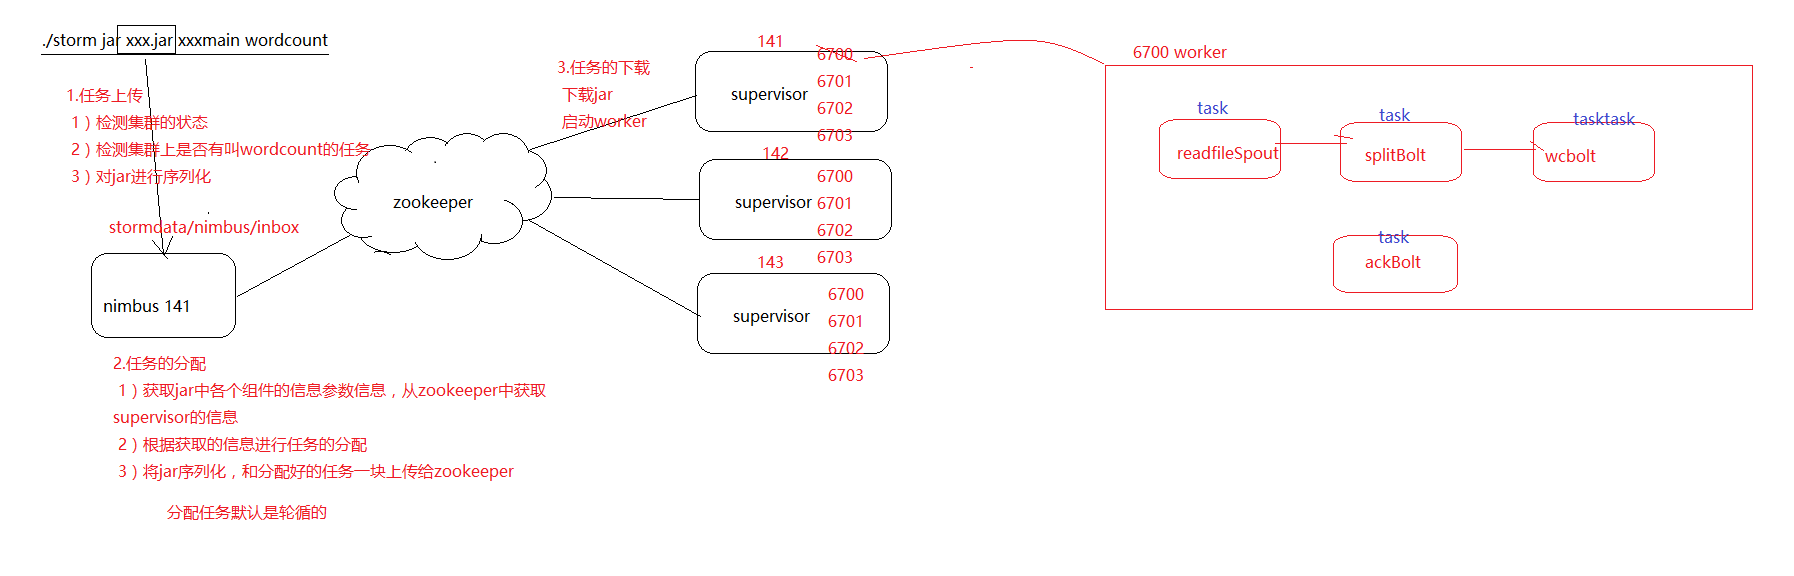 ./storm jar xxx.jar xxxmain wordcount
1.任务上传
1）检测集群的状态
2）检测集群上是否有叫wordcount的任务
3）对jar进行序列化
stormdata/nimbus/inbox
nimbus 141
2.任务的分配
1）获取jar中各个组件的信息参数信息，从zookeeper中获取
supervisor的信息
2）根据获取的信息进行任务的分配
3）将jar序列化，和分配好的任务一块上传给zookeeper
分配任务默认是轮循的
zookeeper
3.任务的下载
下载jar
启动worker
141
supervisor
6700
6701
6702
6703
142
supervisor
6700
6701
6702
6703
143
supervisor
6700
6701
6702
6703
6700 worker
task
readfileSpout
task
splitBolt
tasktask
wcbolt
task
ackBolt